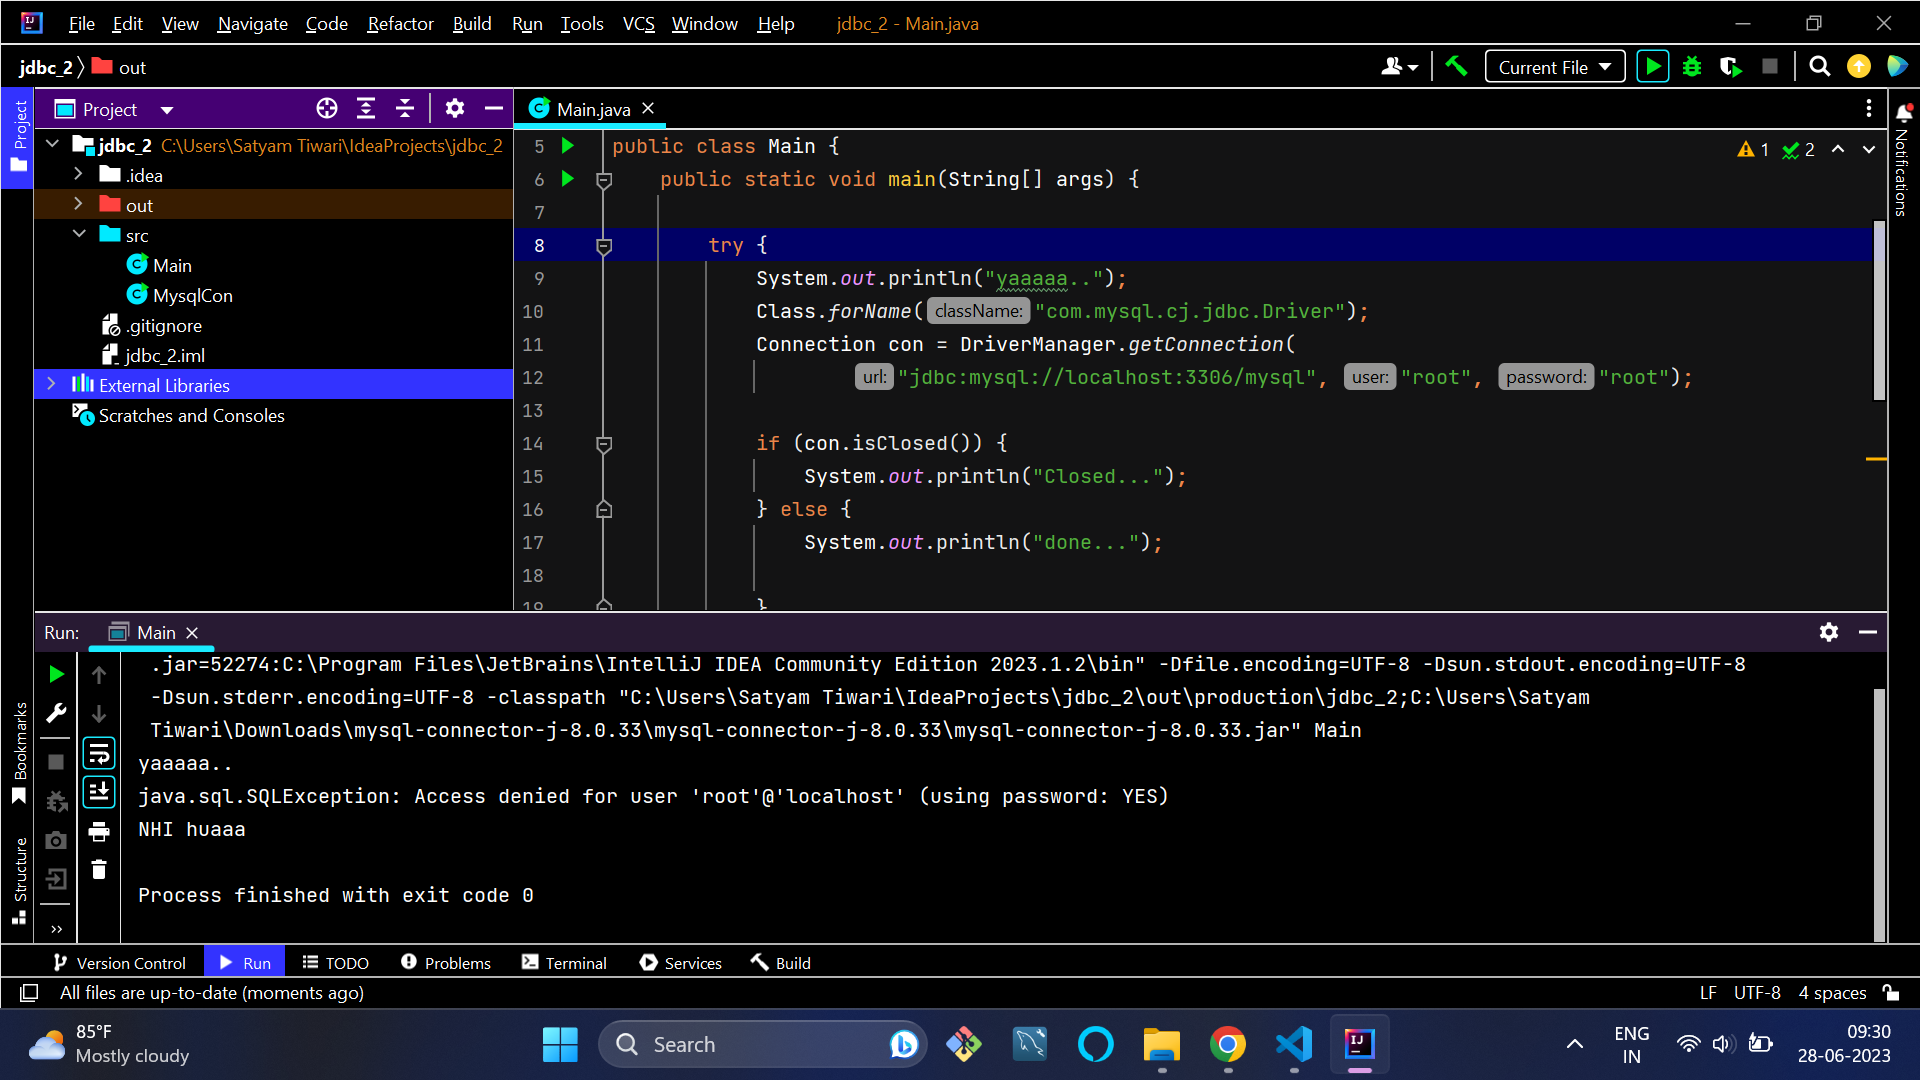 File Edit View Navigate Code Refactor Build Run Tools VCS Window Help jdbc_2 - Main.java
jdbc_2 out
Current File
Project
Project
Main.java
Notifications
jdbc_2 C:\Users\Satyam Tiwari\IdeaProjects\jdbc_2
.idea
out
src
Main
MysqlCon
.gitignore
jdbc_2.iml
External Libraries
Scratches and Consoles
1 2
5 public class Main {
6 public static void main(String[] args) {
7
8 try {
9 System.out.println("yaaaaa..");
10 Class.forName( className: "com.mysql.cj.jdbc.Driver");
11 Connection con = DriverManager.getConnection(
12 url: "jdbc:mysql://localhost:3306/mysql", user: "root", password: "root");
13
14 if (con.isClosed()) {
15 System.out.println("Closed...");
16 } else {
17 System.out.println("done...");
18
19 }
Run: Main
.jar=52274:C:\Program Files\JetBrains\IntelliJ IDEA Community Edition 2023.1.2\bin" -Dfile.encoding=UTF-8 -Dsun.stdout.encoding=UTF-8
-Dsun.stderr.encoding=UTF-8 -classpath "C:\Users\Satyam Tiwari\IdeaProjects\jdbc_2\out\production\jdbc_2;C:\Users\Satyam
Tiwari\Downloads\mysql-connector-j-8.0.33\mysql-connector-j-8.0.33\mysql-connector-j-8.0.33.jar" Main
yaaaaa..
java.sql.SQLException: Access denied for user 'root'@'localhost' (using password: YES)
NHI huaaa
Process finished with exit code 0
Bookmarks
Structure
Version Control Run TODO Problems Terminal Services Build
All files are up-to-date (moments ago)
LF UTF-8 4 spaces
85°F
Mostly cloudy
Search
ENG
IN
09:30
28-06-2023